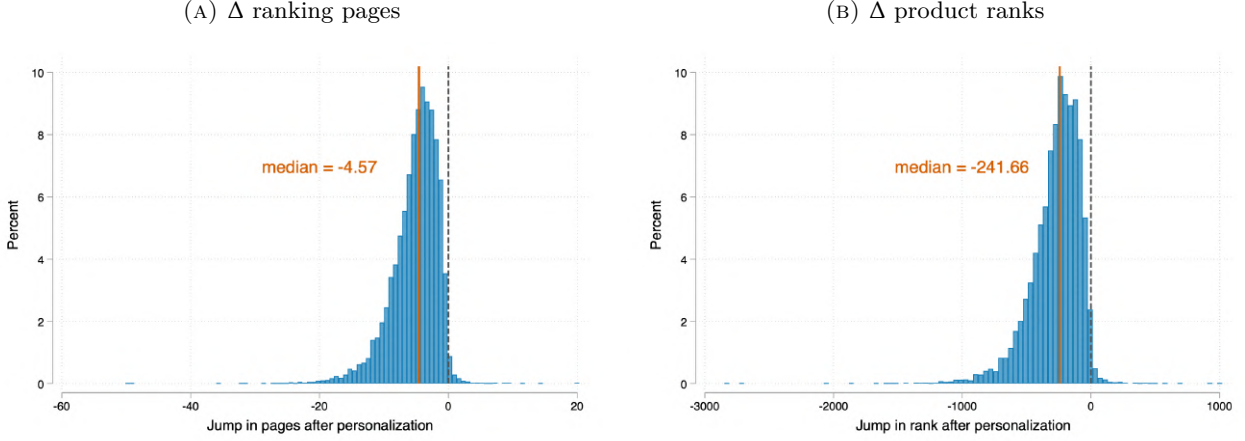 (A) Δ ranking pages
10
8
6
4
2
0
Percent
median = -4.57
-60
-40
-20
0
20
Jump in pages after personalization
(B) Δ product ranks
10
8
6
4
2
0
Percent
median = -241.66
-3000
-2000
-1000
0
1000
Jump in rank after personalization